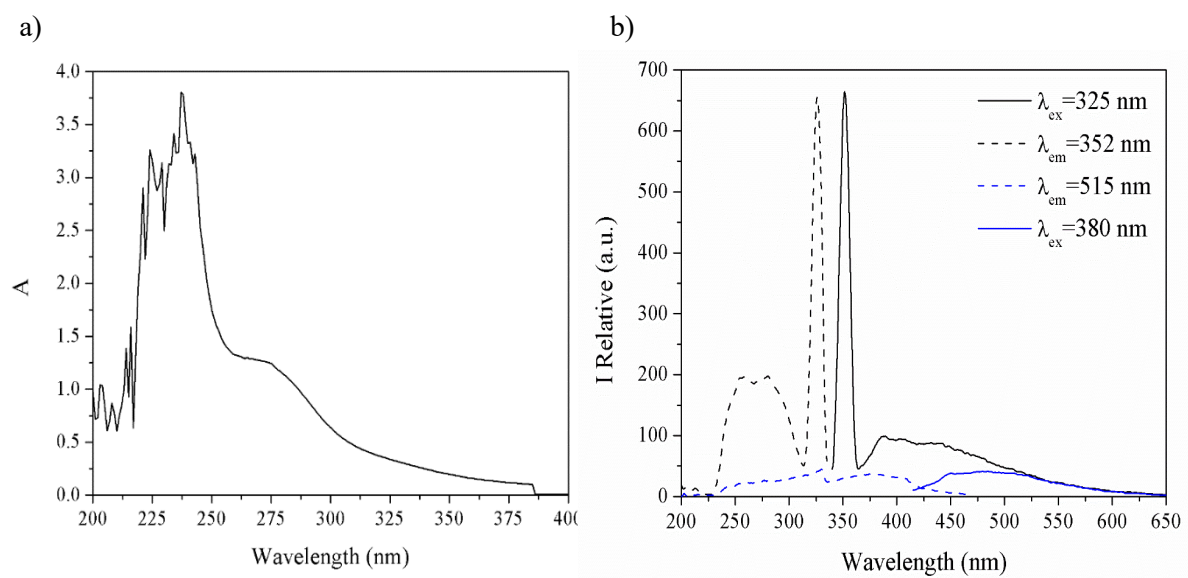 a)
4.0
3.5
3.0
2.5
2.0
1.5
1.0
0.5
0.0
A
200 225 250 275 300 325 350 375 400
Wavelength (nm)
b)
700
600
500
400
300
200
100
0
I Relative (a.u.)
λex=325 nm
λem=352 nm
λem=515 nm
λex=380 nm
200 250 300 350 400 450 500 550 600 650
Wavelength (nm)